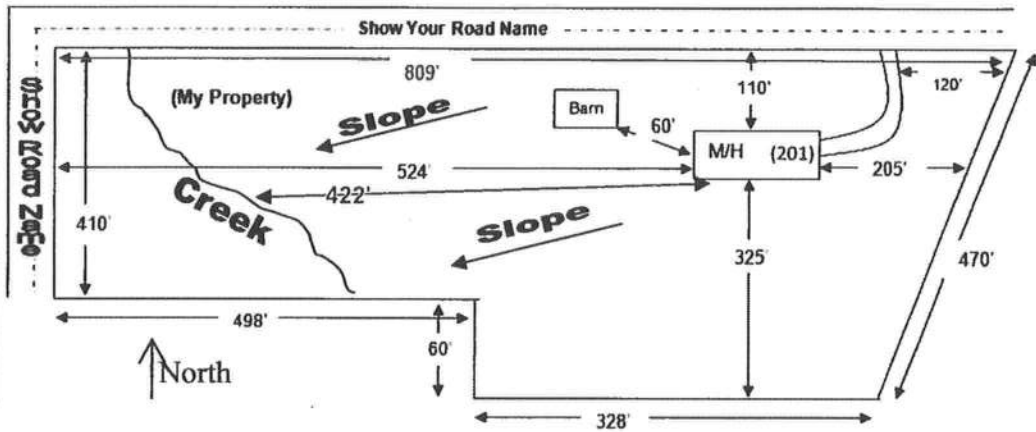 Show Your Road Name
Show Road Name
809'
(My Property)
Slope
110'
120'
Barn
60'
M/H (201)
524'
422'
205'
Creek
410'
Slope
325'
470'
498'
60'
North
328'